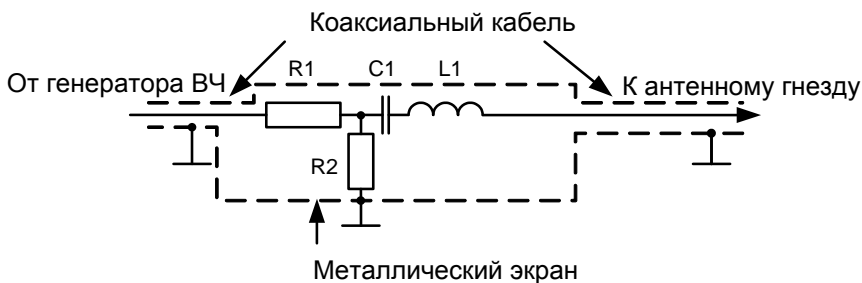 Коаксиальный кабель
От генератора ВЧ
R1
C1
L1
К антенному гнезду
R2
Металлический экран